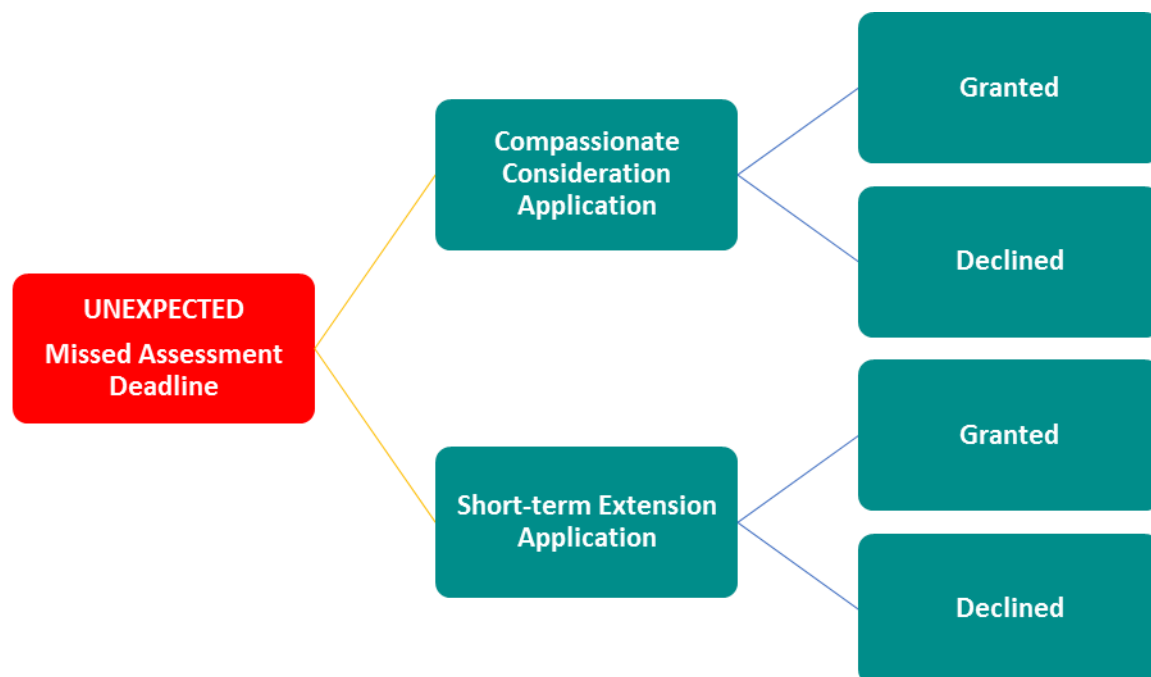 UNEXPECTED
Missed Assessment
Deadline
Compassionate
Consideration
Application
Granted
Declined
Short-term Extension
Application
Granted
Declined